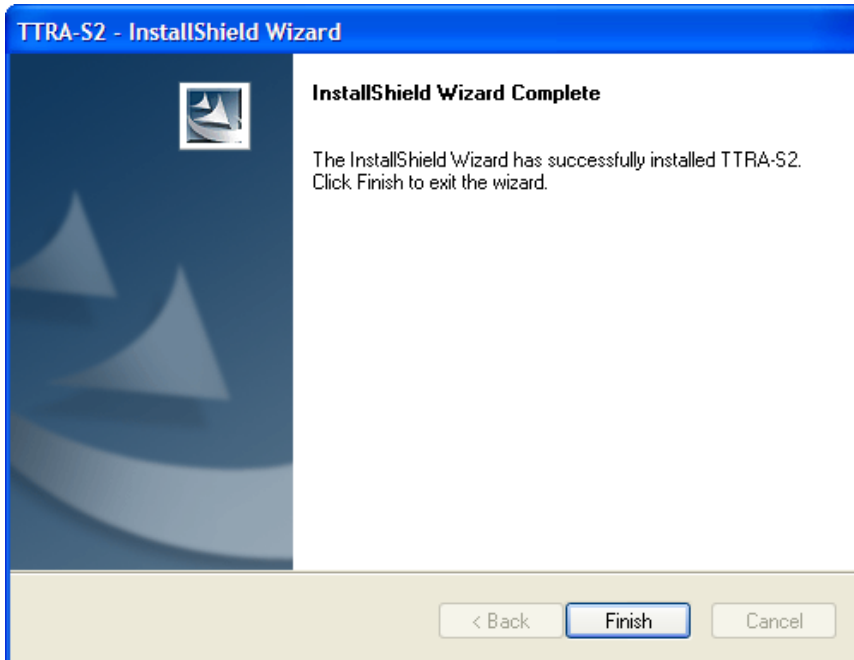 TTRA-S2 - InstallShield Wizard
InstallShield Wizard Complete
The InstallShield Wizard has successfully installed TTRA-S2.
Click Finish to exit the wizard.
< Back
Finish
Cancel